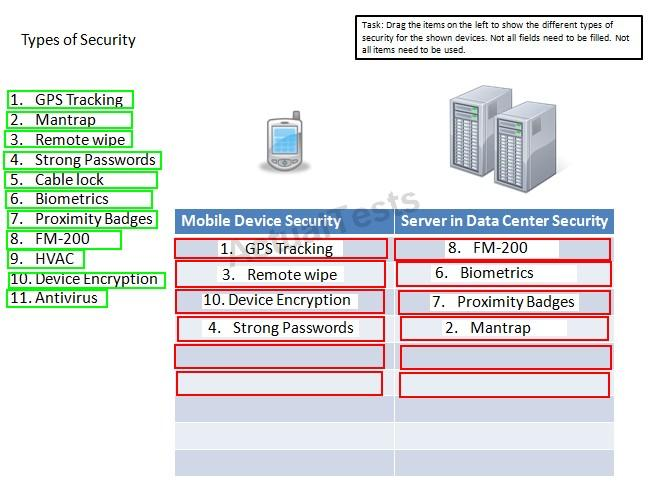 Types of Security
Task: Drag the items on the left to show the different types of
security for the shown devices. Not all fields need to be filled. Not
all items need to be used.
1. GPS Tracking
2. Mantrap
3. Remote wipe
4. Strong Passwords
5. Cable lock
6. Biometrics
7. Proximity Badges
8. FM-200
9. HVAC
10. Device Encryption
11. Antivirus
ActualTests
Mobile Device Security Server in Data Center Security
1. GPS Tracking 8. FM-200
3. Remote wipe 6. Biometrics
10. Device Encryption 7. Proximity Badges
4. Strong Passwords 2. Mantrap